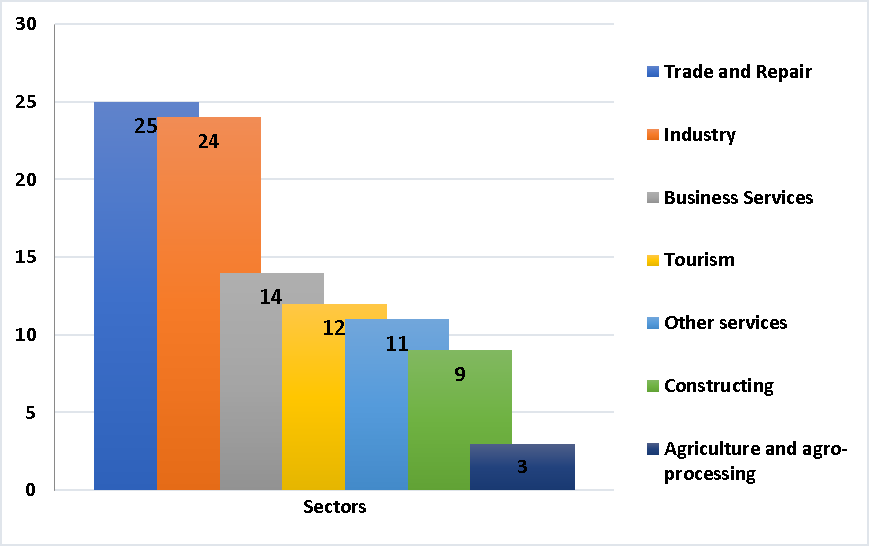 30
25
20
15
10
5
0
25
24
14
12
11
9
3
Sectors
Trade and Repair
Industry
Business Services
Tourism
Other services
Constructing
Agriculture and agro-
processing